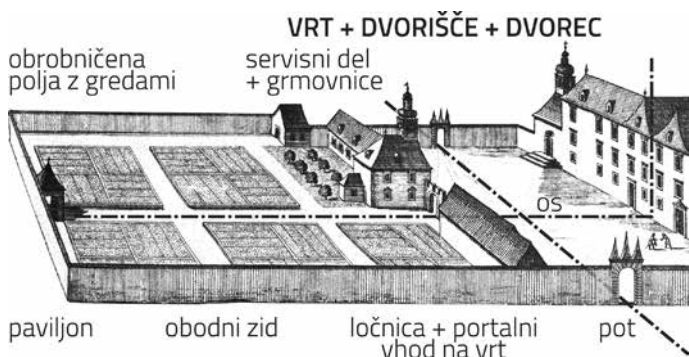 VRT + DVORIŠČE + DVOREC
obrobničena
polja z gredami
servisni del
+ grmovnice
os
paviljon
obodni zid
ločnica + portalni
vhod na vrt
pot